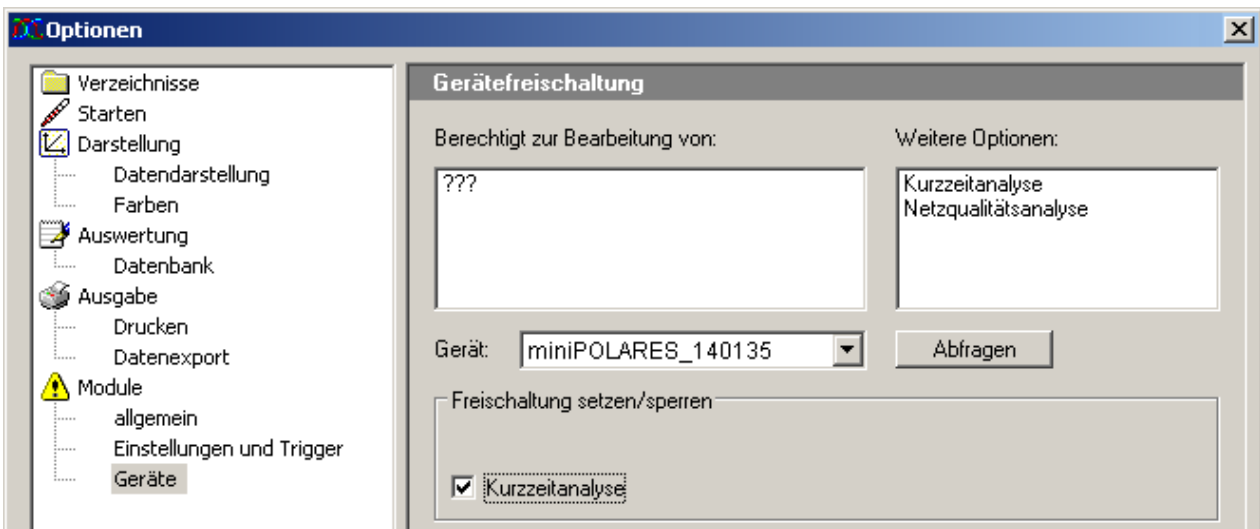 Optionen
Verzeichnisse
Starten
Darstellung
Datendarstellung
Farben
Auswertung
Datenbank
Ausgabe
Drucken
Datenexport
Module
allgemein
Einstellungen und Trigger
Geräte
Gerätefreischaltung
Berechtigt zur Bearbeitung von:
???
Weitere Optionen:
Kurzzeitanalyse
Netzqualitätsanalyse
Gerät:
miniPOLARES_140135
Abfragen
Freischaltung setzen/sperren
Kurzzeitanalyse